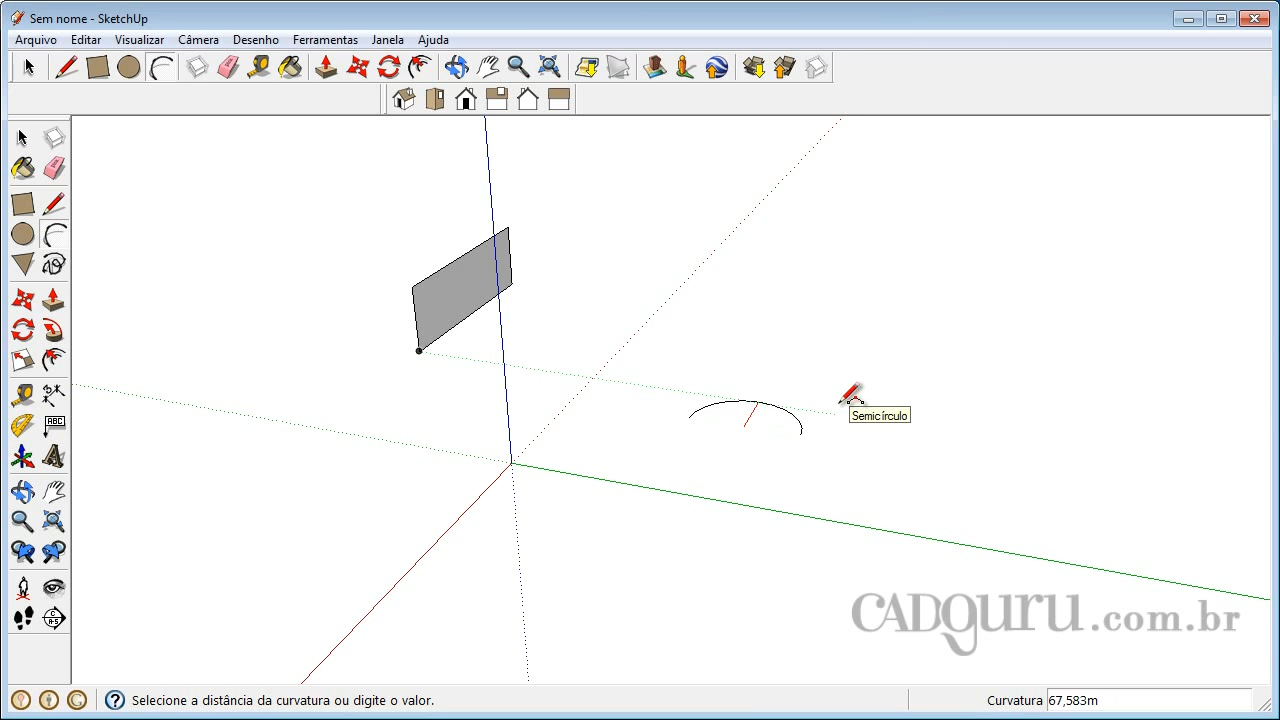 Sem nome - SketchUp
Arquivo Editar Visualizar Câmera Desenho Ferramentas Janela Ajuda
ABC
Semicírculo
CADGURU.com.br
Selecione a distância da curvatura ou digite o valor.
Curvatura 67,583m